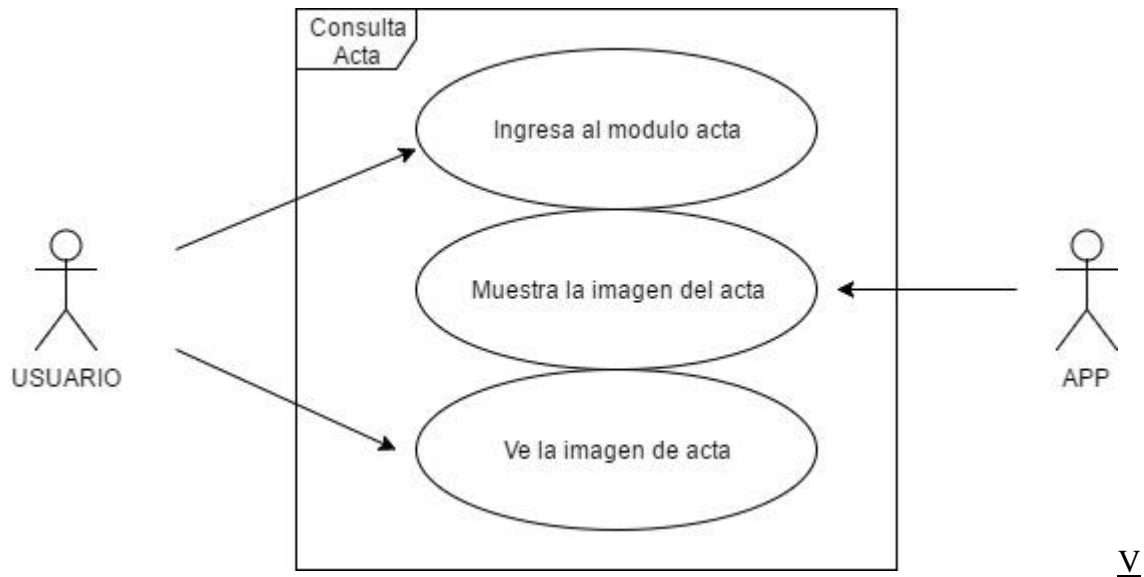 Consulta
Acta
Ingresa al modulo acta
Muestra la imagen del acta
USUARIO
APP
Ve la imagen de acta
V